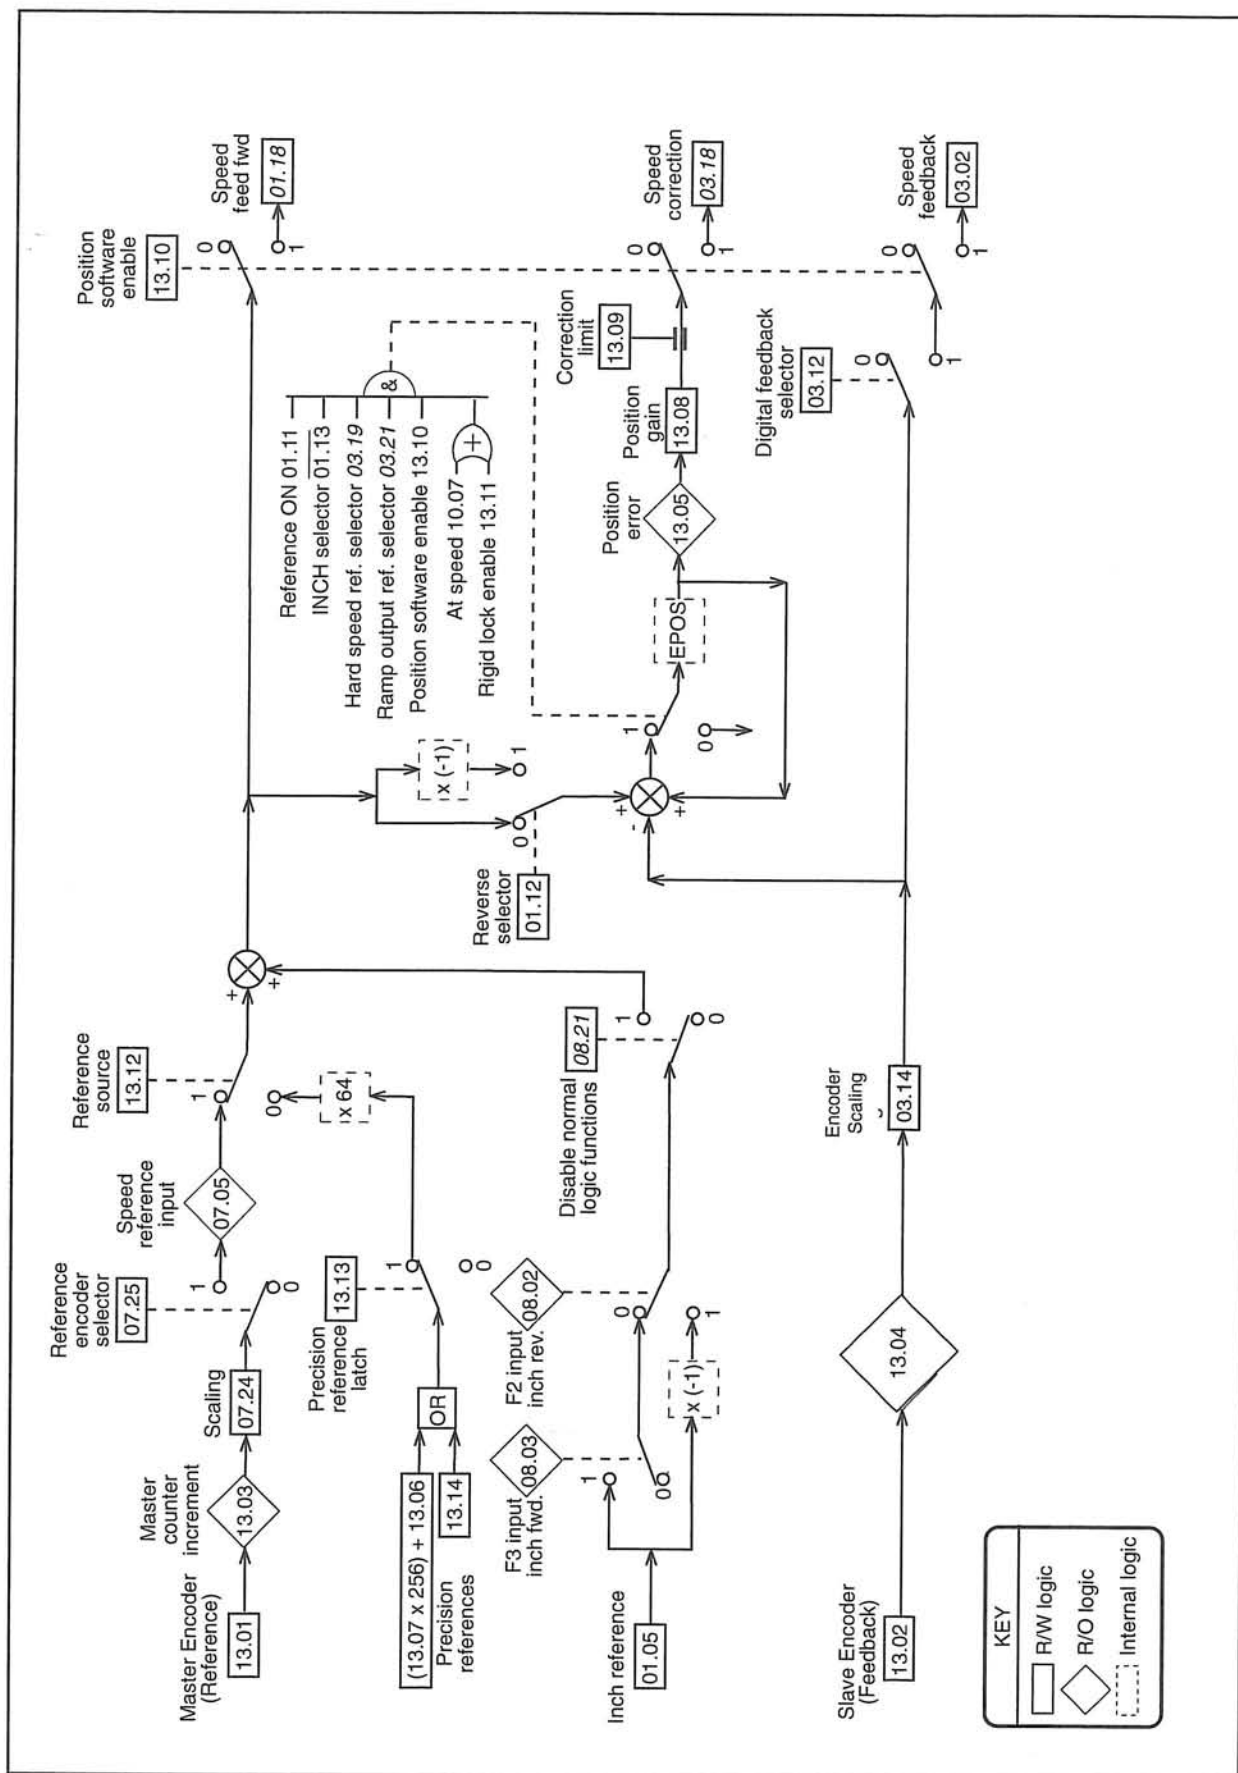 Master Encoder
(Reference)
13.01
Master
counter
increment
13.03
Scaling
07.24
Reference
encoder
selector
07.25
1
0
Speed
reference
input
07.05
Reference
source
13.12
1
0
x 64
+
+
Position
software
enable
13.10
0
1
Speed
feed fwd
01.18
(13.07 x 256) + 13.06
13.14
Precision
references
OR
Precision
reference
latch
13.13
1
0
Reference ON 01.11
INCH selector 01.13
Hard speed ref. selector 03.19
Ramp output ref. selector 03.21
Position software enable 13.10
At speed 10.07
Rigid lock enable 13.11
&
+
x (-1)
1
0
Reverse
selector
01.12
+
-
+
1
0
EPOS
Position
error
13.05
Position
gain
13.08
Correction
limit
13.09
0
1
Speed
correction
03.18
Inch reference
01.05
F3 input
inch fwd.
08.03
1
0
F2 input
inch rev.
08.02
0
1
x (-1)
Disable normal
logic functions
08.21
1
0
Slave Encoder
(Feedback)
13.02
13.04
Encoder
Scaling
03.14
Digital feedback
selector
03.12
0
1
0
1
Speed
feedback
03.02
KEY
R/W logic
R/O logic
Internal logic